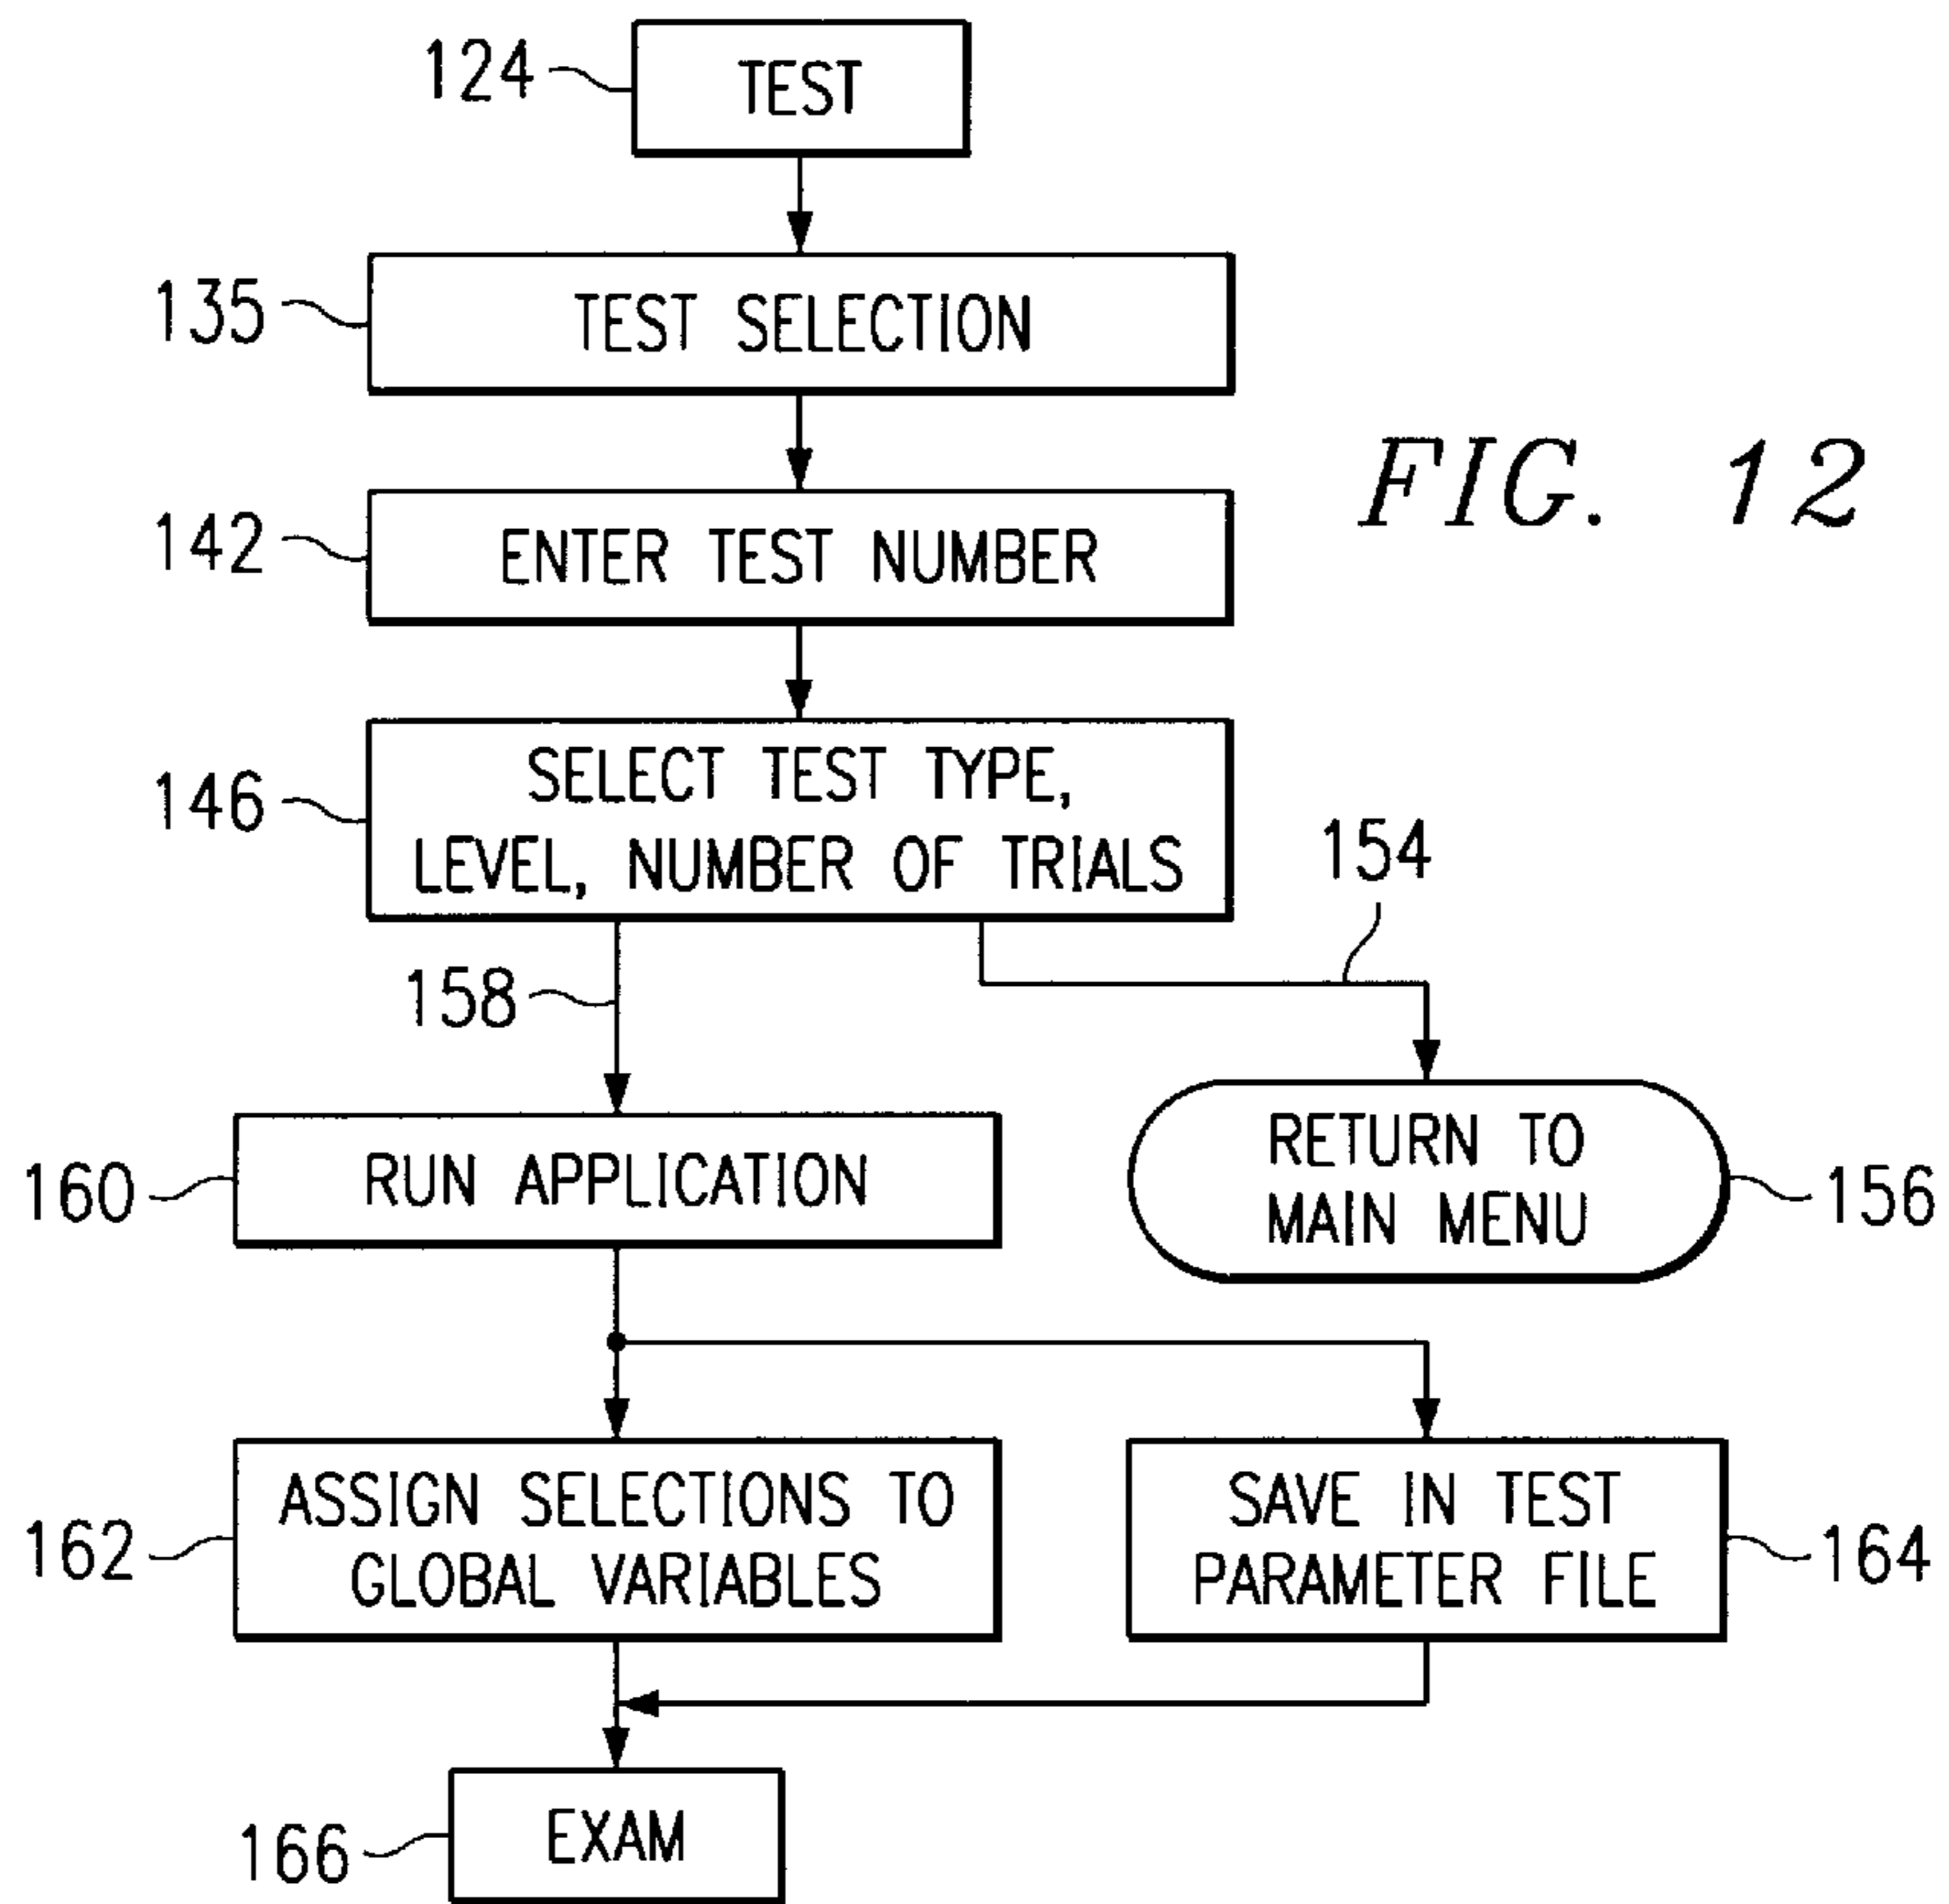 124
TEST
135
TEST SELECTION
FIG. 12
142
ENTER TEST NUMBER
146
SELECT TEST TYPE,
LEVEL, NUMBER OF TRIALS
154
158
160
RUN APPLICATION
RETURN TO
MAIN MENU
156
162
ASSIGN SELECTIONS TO
GLOBAL VARIABLES
SAVE IN TEST
PARAMETER FILE
164
166
EXAM